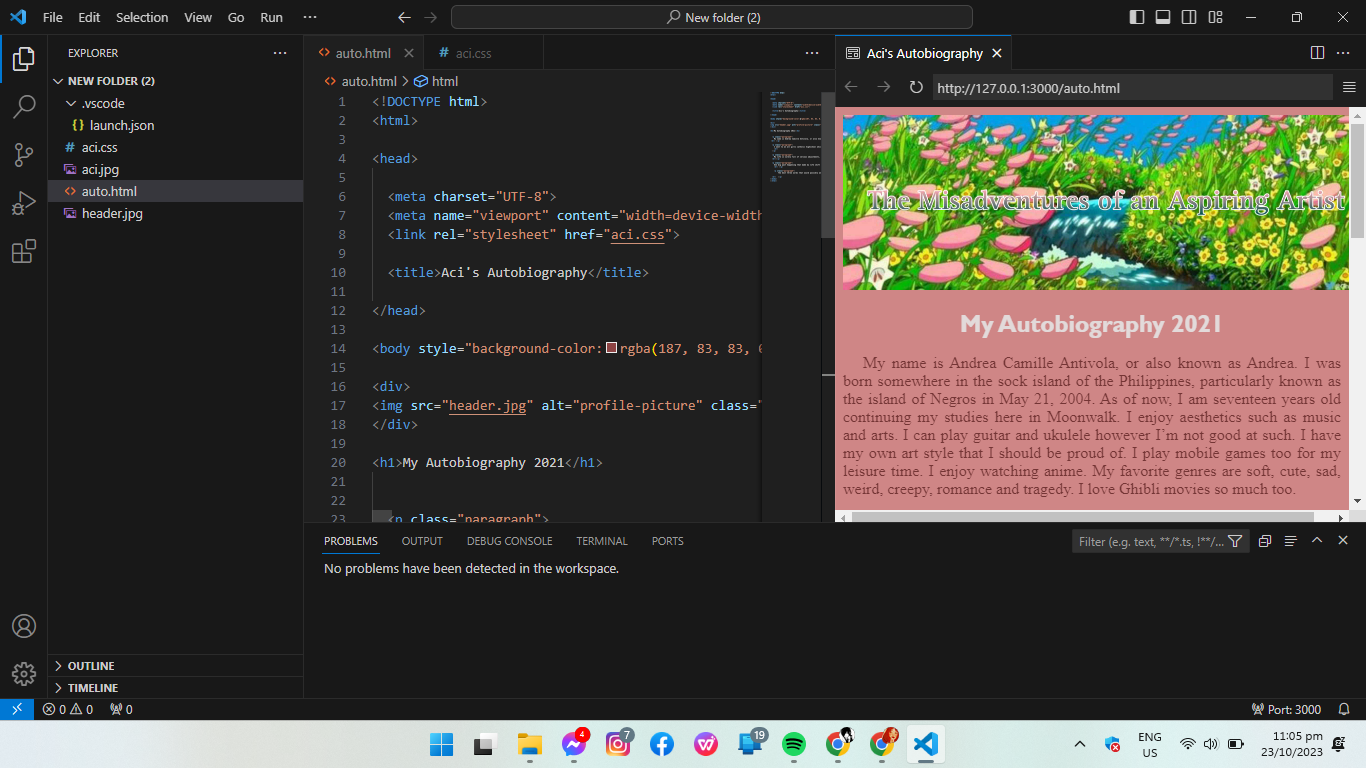 File Edit Selection View Go Run ··· New folder (2)
EXPLORER
NEW FOLDER (2)
.vscode
{} launch.json
# aci.css
aci.jpg
<> auto.html
header.jpg
OUTLINE
TIMELINE
<> auto.html
# aci.css
<> auto.html > html
1 <!DOCTYPE html>
2 <html>
3
4 <head>
5
6 <meta charset="UTF-8">
7 <meta name="viewport" content="width=device-width
8 <link rel="stylesheet" href="aci.css">
9
10 <title>Aci's Autobiography</title>
11
12 </head>
13
14 <body style="background-color: rgba(187, 83, 83, 0
15
16 <div>
17 <img src="header.jpg" alt="profile-picture" class="
18 </div>
19
20 <h1>My Autobiography 2021</h1>
21
22
23 <p class="paragraph">
Aci's Autobiography
http://127.0.0.1:3000/auto.html
The Misadventures of an Aspiring Artist
My Autobiography 2021
My name is Andrea Camille Antivola, or also known as Andrea. I was
born somewhere in the sock island of the Philippines, particularly known as
the island of Negros in May 21, 2004. As of now, I am seventeen years old
continuing my studies here in Moonwalk. I enjoy aesthetics such as music
and arts. I can play guitar and ukulele however I'm not good at such. I have
my own art style that I should be proud of. I play mobile games too for my
leisure time. I enjoy watching anime. My favorite genres are soft, cute, sad,
weird, creepy, romance and tragedy. I love Ghibli movies so much too.
PROBLEMS OUTPUT DEBUG CONSOLE TERMINAL PORTS
Filter (e.g. text, **/*.ts, !**/...
No problems have been detected in the workspace.
0 0 0
Port: 3000
4
7
19
ENG
US
11:05 pm
23/10/2023